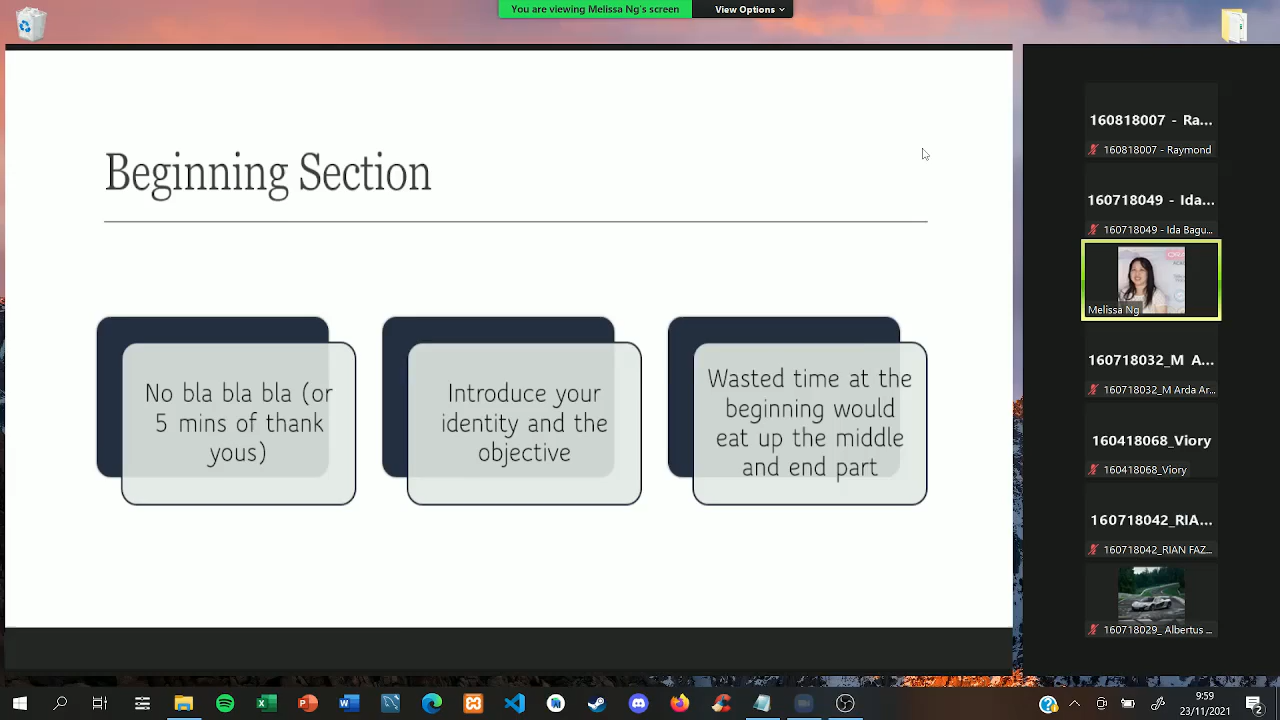 You are viewing Melissa Ng's screen
View Options
Beginning Section
No bla bla bla (or
5 mins of thank
yous)
Introduce your
identity and the
objective
Wasted time at the
beginning would
eat up the middle
and end part
160818007 - Ra...
160818007 - Raymond
160718049 - Ida...
160718049 - Ida Bagu...
Melissa Ng
160718032_M A...
160718032_M Arda Ar...
160418068_Viory
160418068_Viory
160718042_RIA...
160718042_RIAN FAZ...
160718029_ Albertus ...
9:59
23/11/2021
2